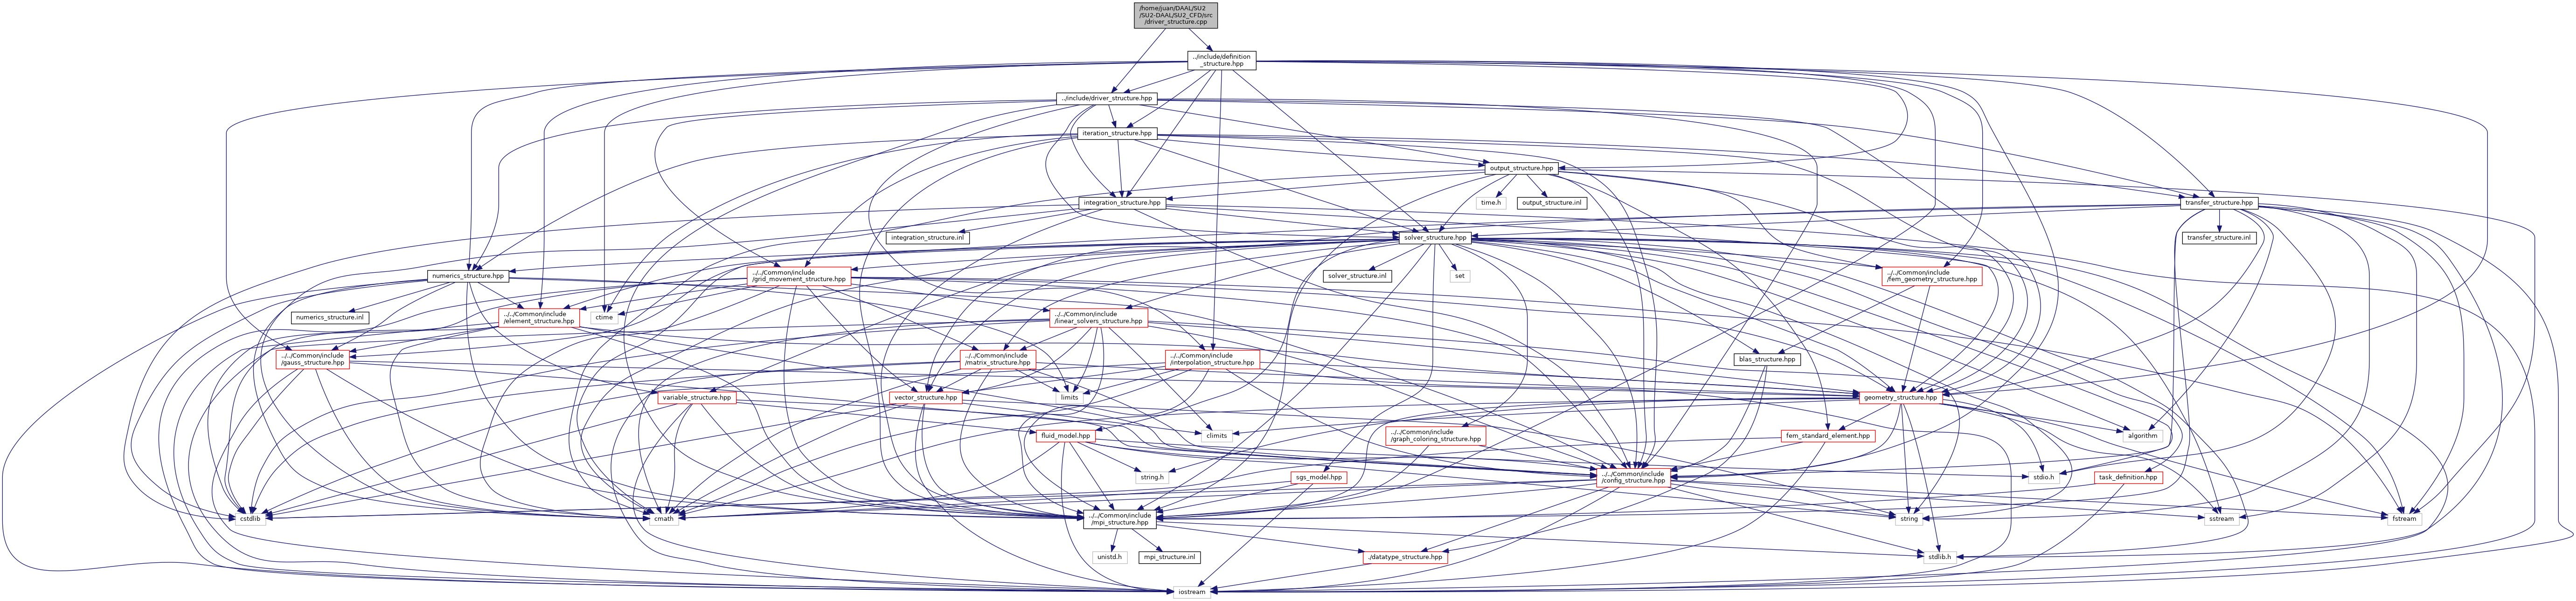 /home/juan/DAAL/SU2
/SU2-DAAL/SU2_CFD/src
/driver_structure.cpp
../include/definition
_structure.hpp
../include/driver_structure.hpp
iteration_structure.hpp
output_structure.hpp
integration_structure.hpp
time.h
output_structure.inl
transfer_structure.hpp
integration_structure.inl
solver_structure.hpp
transfer_structure.inl
numerics_structure.hpp
../../Common/include
/grid_movement_structure.hpp
solver_structure.inl
set
../../Common/include
/fem_geometry_structure.hpp
numerics_structure.inl
../../Common/include
/element_structure.hpp
ctime
../../Common/include
/linear_solvers_structure.hpp
../../Common/include
/gauss_structure.hpp
../../Common/include
/matrix_structure.hpp
../../Common/include
/interpolation_structure.hpp
blas_structure.hpp
variable_structure.hpp
vector_structure.hpp
limits
geometry_structure.hpp
fluid_model.hpp
climits
../../Common/include
/graph_coloring_structure.hpp
fem_standard_element.hpp
algorithm
string.h
sgs_model.hpp
../../Common/include
/config_structure.hpp
stdio.h
task_definition.hpp
cstdlib
cmath
../../Common/include
/mpi_structure.hpp
string
sstream
fstream
unistd.h
mpi_structure.inl
./datatype_structure.hpp
stdlib.h
iostream